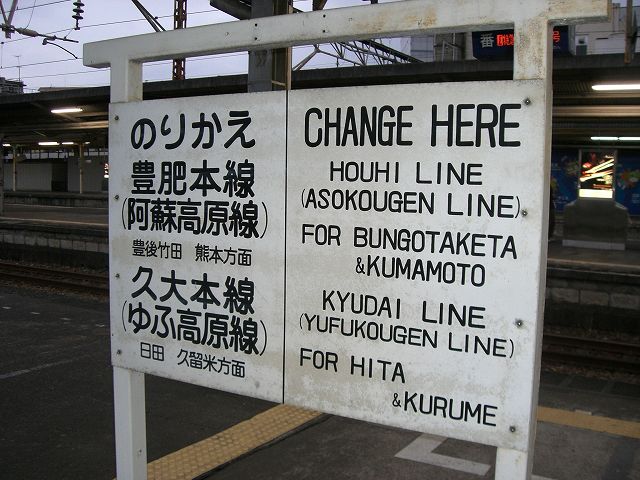 のりかえ
豊肥本線
(阿蘇高原線)
豊後竹田 熊本方面
久大本線
(ゆふ高原線)
日田 久留米方面
CHANGE HERE
HOUHI LINE
(ASOKOUGEN LINE)
FOR BUNGOTAKETA
&KUMAMOTO
KYUDAI LINE
(YUFUKOUGEN LINE)
FOR HITA
&KURUME
番